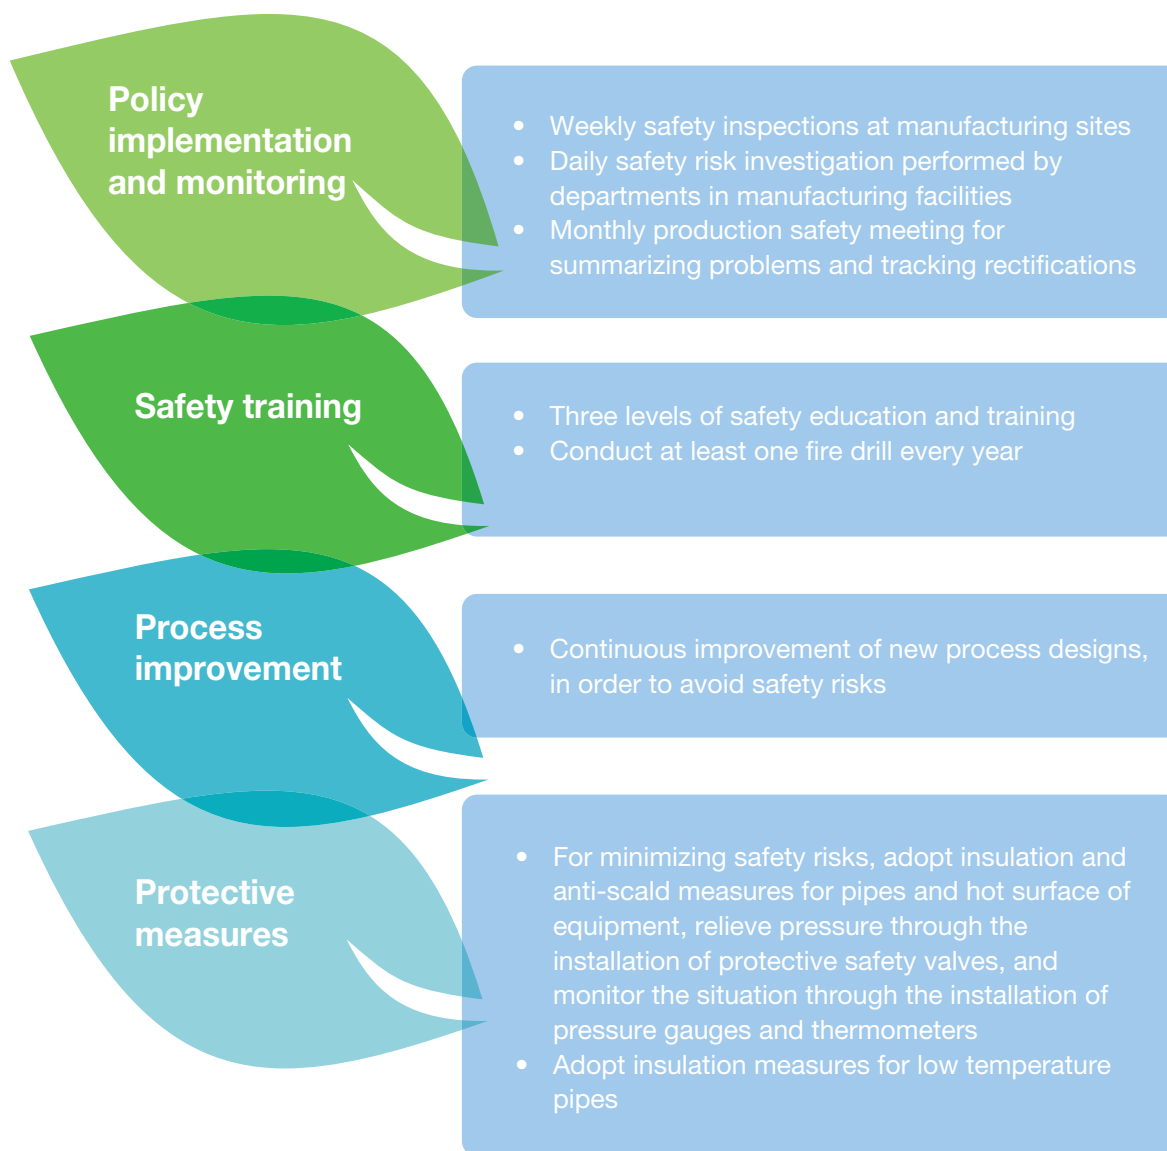 Policy
implementation
and monitoring
• Weekly safety inspections at manufacturing sites
• Daily safety risk investigation performed by
departments in manufacturing facilities
• Monthly production safety meeting for
summarizing problems and tracking rectifications
Safety training
• Three levels of safety education and training
• Conduct at least one fire drill every year
Process
improvement
• Continuous improvement of new process designs,
in order to avoid safety risks
Protective
measures
• For minimizing safety risks, adopt insulation and
anti-scald measures for pipes and hot surface of
equipment, relieve pressure through the
installation of protective safety valves, and
monitor the situation through the installation of
pressure gauges and thermometers
• Adopt insulation measures for low temperature
pipes